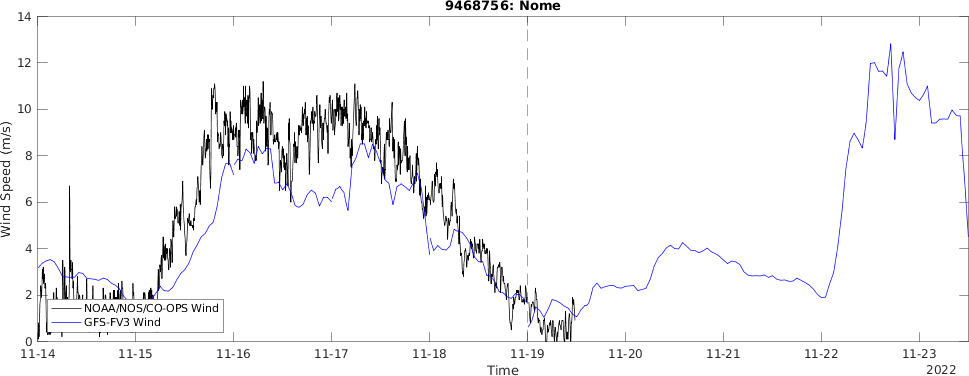 9468756: Nome
14
12
10
8
6
4
2
0
Wind Speed (m/s)
NOAA/NOS/CO-OPS Wind
GFS-FV3 Wind
11-14 11-15 11-16 11-17 11-18 11-19 11-20 11-21 11-22 11-23
Time
2022